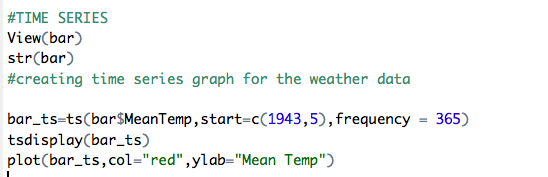 #TIME SERIES
View(bar)
str(bar)
#creating time series graph for the weather data
bar_ts=ts(bar$MeanTemp,start=c(1943,5),frequency = 365)
tsdisplay(bar_ts)
plot(bar_ts,col="red",ylab="Mean Temp")